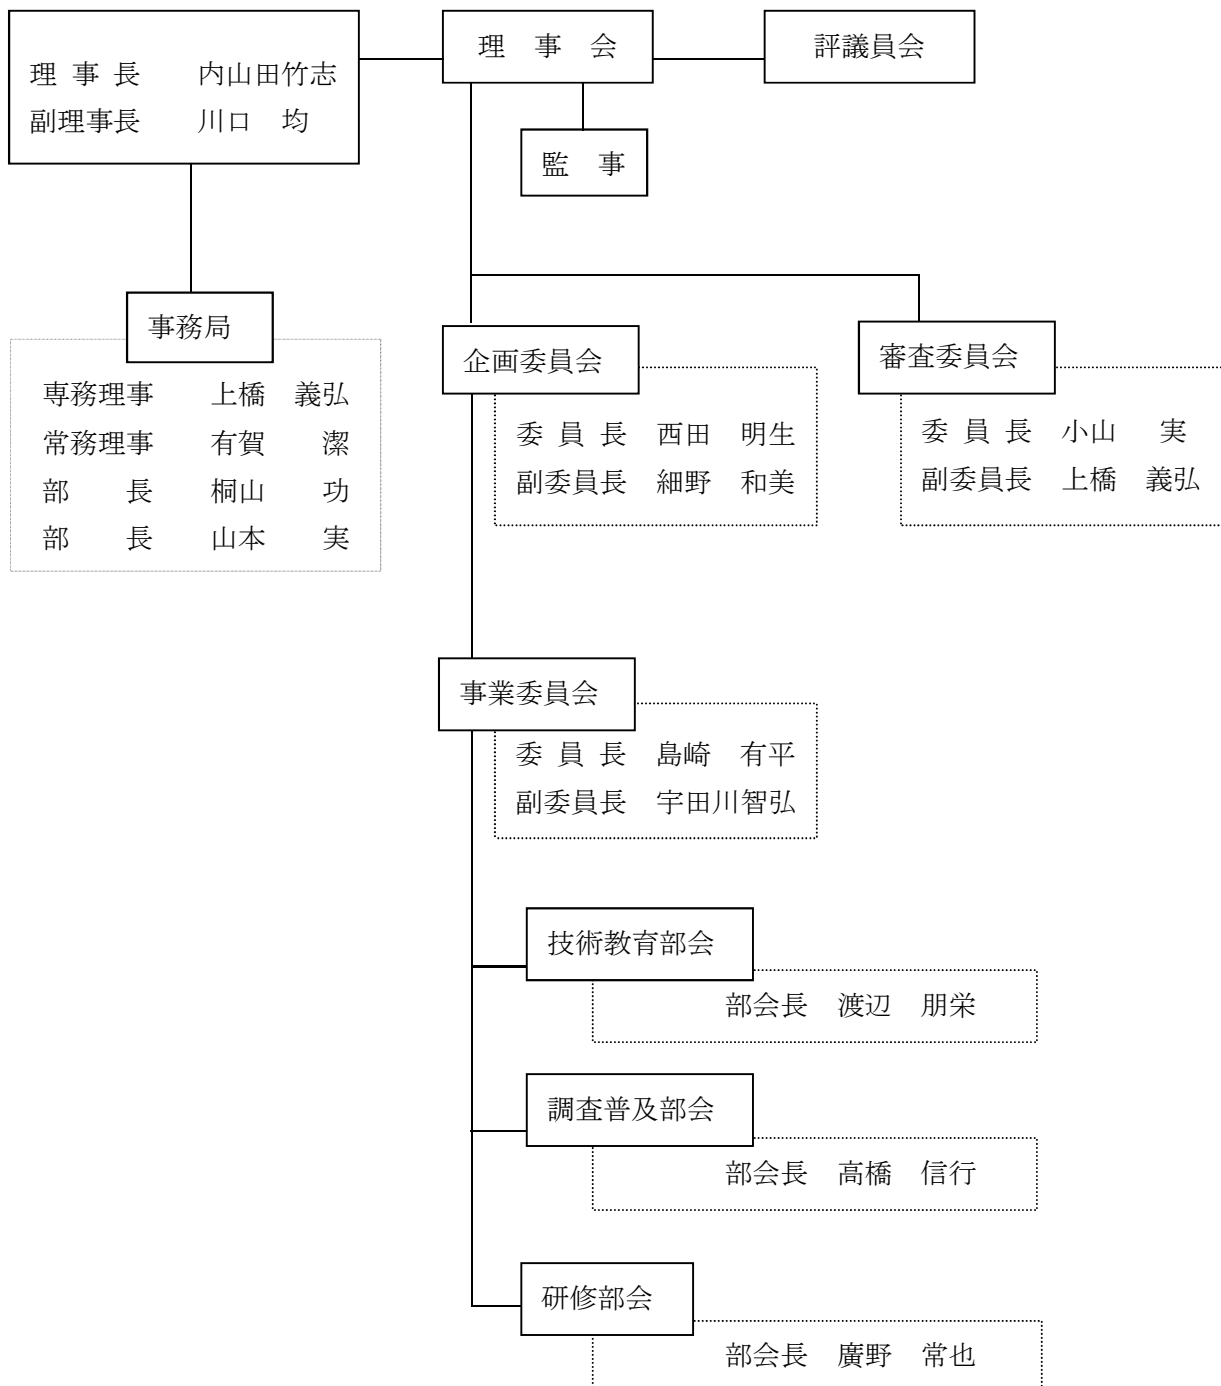 理 事 長　　内山田竹志
副理事長　　川口　均
理　事　会
評議員会
監　事
事務局
専務理事　　上橋　義弘
常務理事　　有賀　　潔
部　　長　　桐山　　功
部　　長　　山本　　実
企画委員会
委 員 長　西田　明生
副委員長　細野　和美
審査委員会
委 員 長　小山　　実
副委員長　上橋　義弘
事業委員会
委 員 長　島崎　有平
副委員長　宇田川智弘
技術教育部会
部会長　渡辺　朋栄
調査普及部会
部会長　高橋　信行
研修部会
部会長　廣野　常也